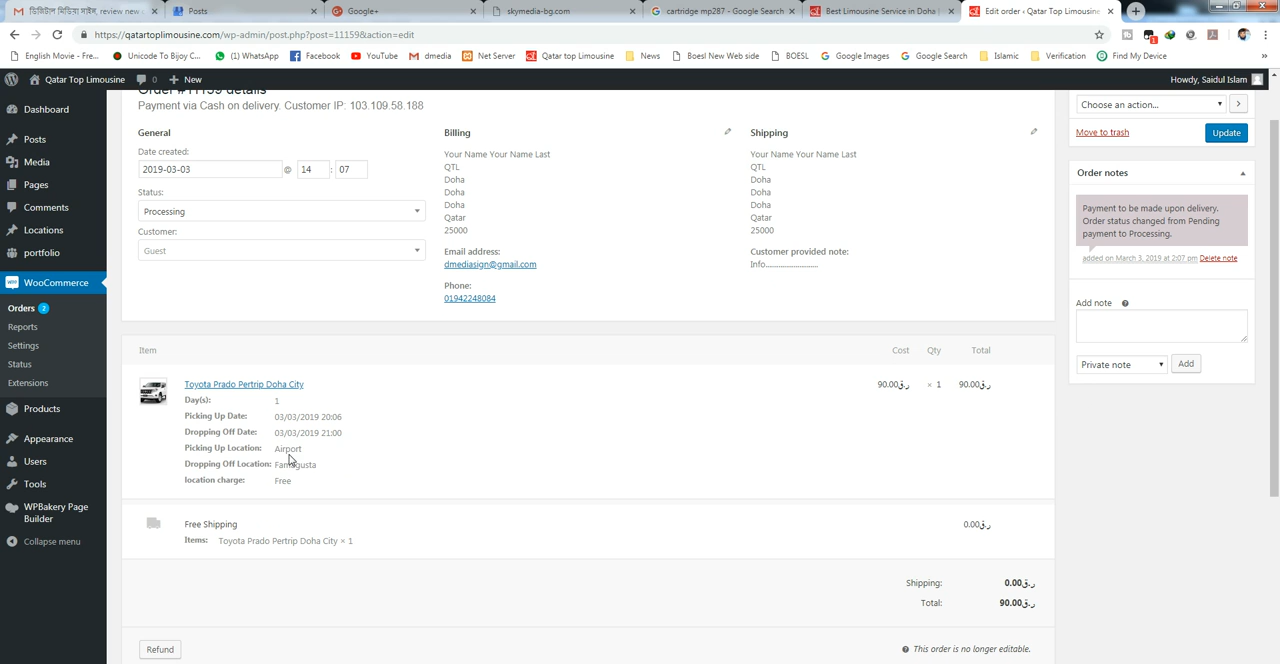 ডিজিটাল মিডিয়া সাইন, review new
Posts
Google+
skymedia-bg.com
cartridge mp287 - Google Search
Best Limousine Service in Doha |
Edit order ‹ Qatar Top Limousine
https://qatartoplimousine.com/wp-admin/post.php?post=11159&action=edit
English Movie - Fre...
Unicode To Bijoy C...
(1) WhatsApp
Facebook
YouTube
dmedia
Net Server
Qatar top Limousine
News
Boesl New Web side
BOESL
Google Images
Google Search
Islamic
Verification
Find My Device
»
Qatar Top Limousine
0
New
Howdy, Saidul Islam
Dashboard
Posts
Media
Pages
Comments
Locations
portfolio
WooCommerce
Orders 2
Reports
Settings
Status
Extensions
Products
Appearance
Users
Tools
WPBakery Page
Builder
Collapse menu
Order #11159 details
Payment via Cash on delivery. Customer IP: 103.109.58.188
General
Date created:
2019-03-03 @ 14 : 07
Status:
Processing
Customer:
Guest
Billing
Your Name Your Name Last
QTL
Doha
Doha
Doha
Qatar
25000
Email address:
dmediasign@gmail.com
Phone:
01942248084
Shipping
Your Name Your Name Last
QTL
Doha
Doha
Doha
Qatar
25000
Customer provided note:
Info...........................
Choose an action...
Move to trash
Update
Order notes
Payment to be made upon delivery.
Order status changed from Pending
payment to Processing.
added on March 3, 2019 at 2:07 pm Delete note
Add note
Private note
Add
Item Cost Qty Total
Toyota Prado Pertrip Doha City 90.00ر.ق × 1 90.00ر.ق
Day(s): 1
Picking Up Date: 03/03/2019 20:06
Dropping Off Date: 03/03/2019 21:00
Picking Up Location: Airport
Dropping Off Location: Famagusta
location charge: Free
Free Shipping 0.00ر.ق
Items: Toyota Prado Pertrip Doha City × 1
Shipping: 0.00ر.ق
Total: 90.00ر.ق
Refund
This order is no longer editable.